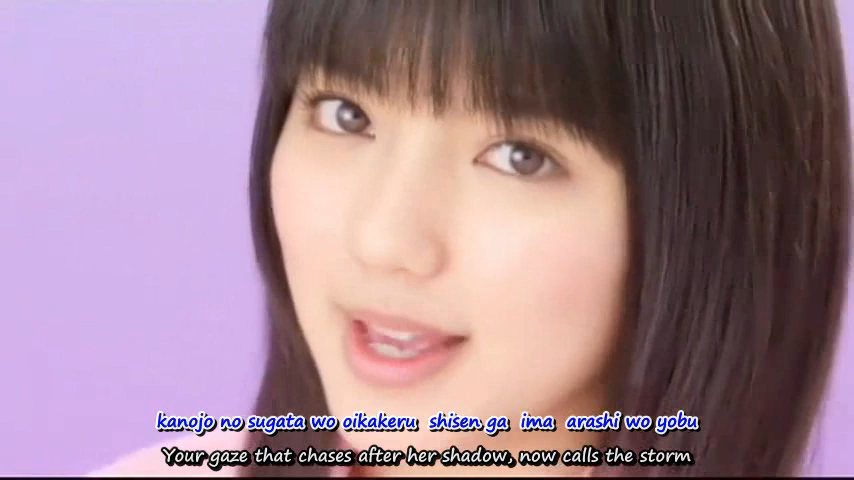 kanojo no sugata wo oikakeru shisen ga ima arashi wo yobu
Your gaze that chases after her shadow, now calls the storm